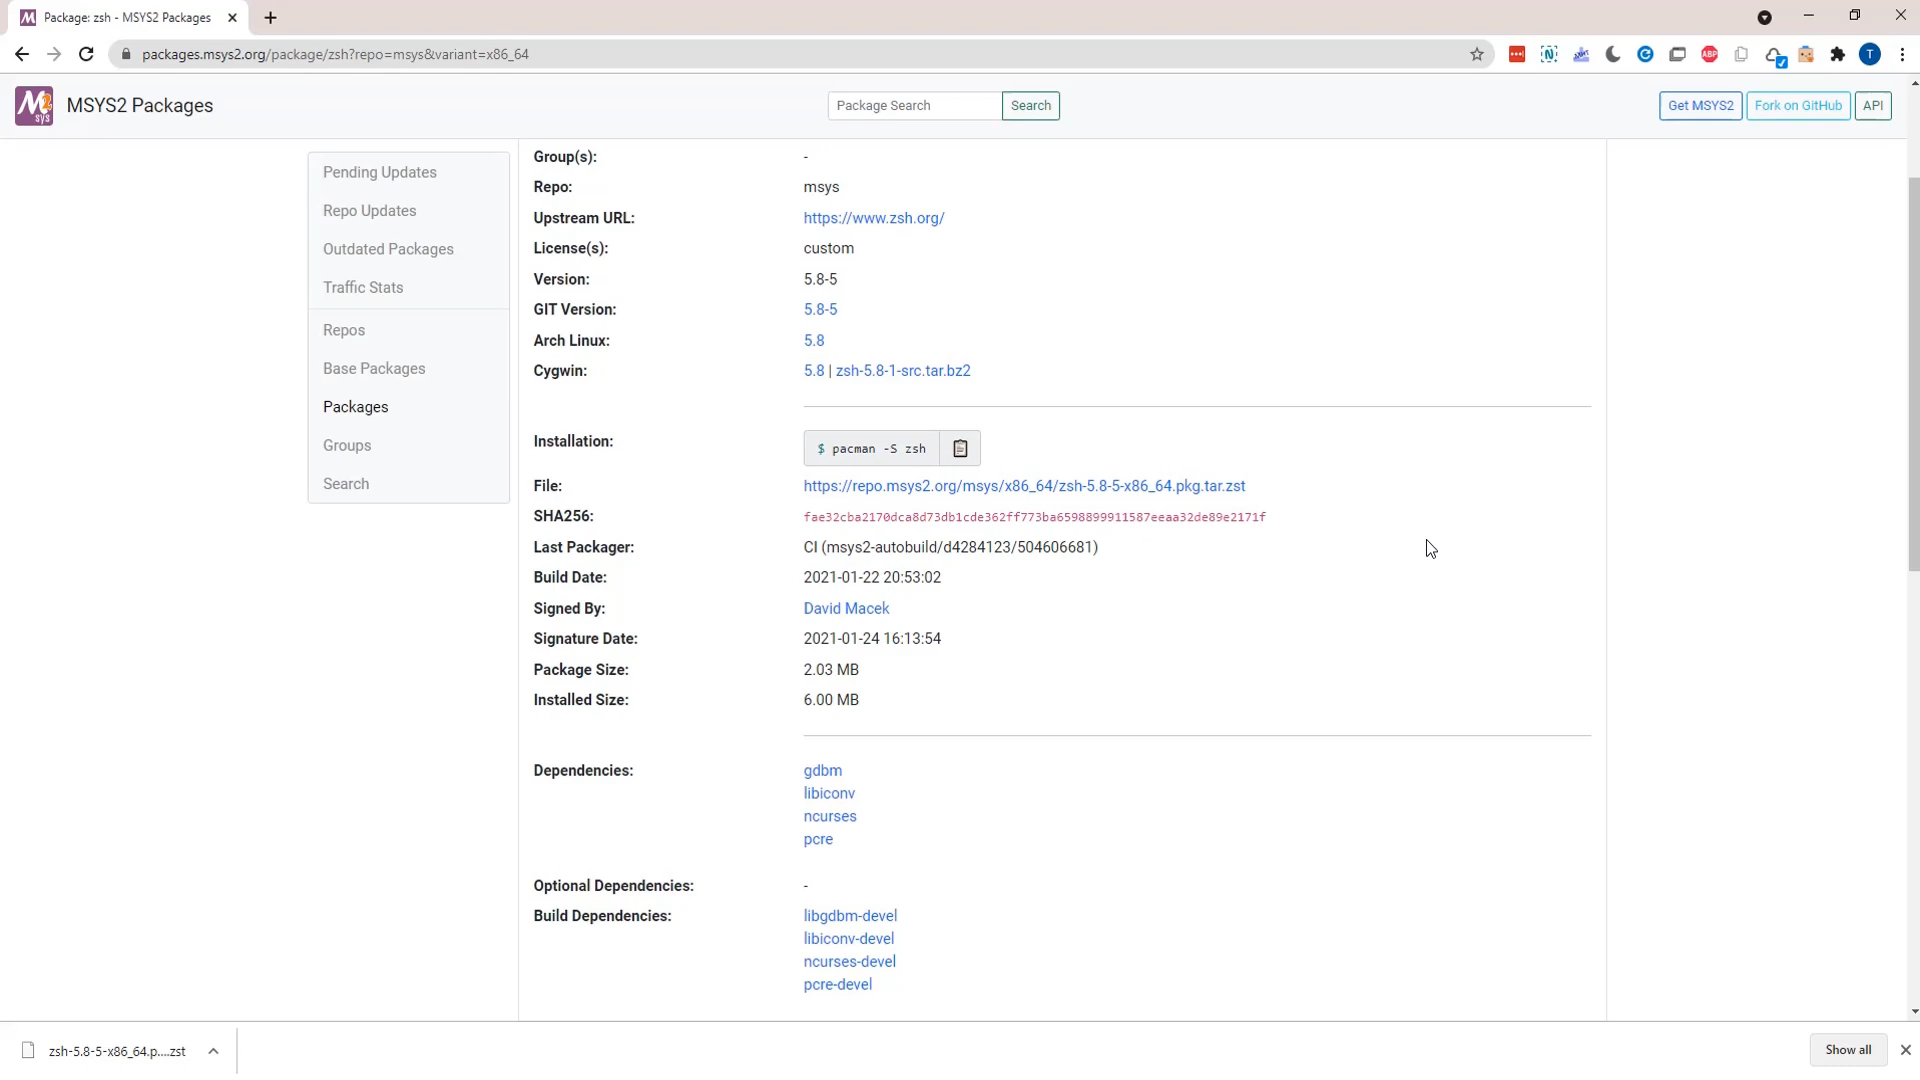 Package: zsh - MSYS2 Packages
packages.msys2.org/package/zsh?repo=msys&variant=x86_64
ABP
T
M2 sys
MSYS2 Packages
Package Search
Search
Get MSYS2
Fork on GitHub
API
Pending Updates
Repo Updates
Outdated Packages
Traffic Stats
Repos
Base Packages
Packages
Groups
Search
Group(s): -
Repo: msys
Upstream URL: https://www.zsh.org/
License(s): custom
Version: 5.8-5
GIT Version: 5.8-5
Arch Linux: 5.8
Cygwin: 5.8 | zsh-5.8-1-src.tar.bz2
Installation: $ pacman -S zsh
File: https://repo.msys2.org/msys/x86_64/zsh-5.8-5-x86_64.pkg.tar.zst
SHA256: fae32cba2170dca8d73db1cde362ff773ba6598899911587eeaa32de89e2171f
Last Packager: CI (msys2-autobuild/d4284123/504606681)
Build Date: 2021-01-22 20:53:02
Signed By: David Macek
Signature Date: 2021-01-24 16:13:54
Package Size: 2.03 MB
Installed Size: 6.00 MB
Dependencies: gdbm
libiconv
ncurses
pcre
Optional Dependencies: -
Build Dependencies: libgdbm-devel
libiconv-devel
ncurses-devel
pcre-devel
zsh-5.8-5-x86_64.p....zst
Show all